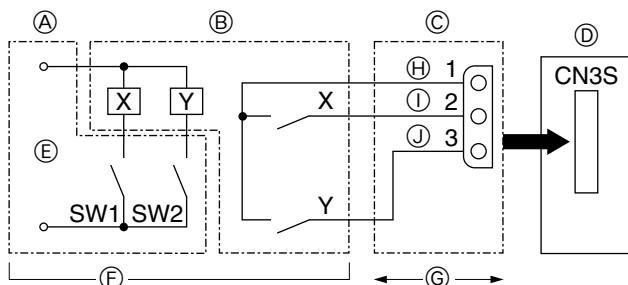 Ⓐ Ⓑ Ⓒ Ⓓ
CN3S
Ⓗ 1
X Y X Ⓘ 2
Ⓙ 3
Ⓔ
SW1 SW2 Y
Ⓕ Ⓖ